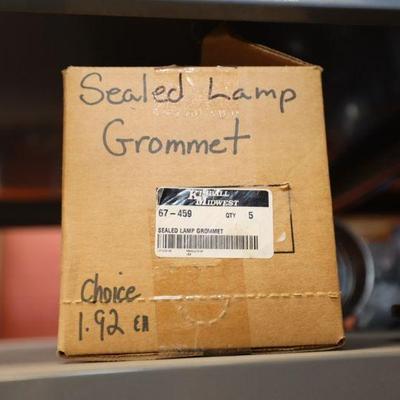 Sealed Lamp
Grommet
KIMBALL
MIDWEST
67-459 QTY 5
SEALED LAMP GROMMET
Choice
1.92 EA